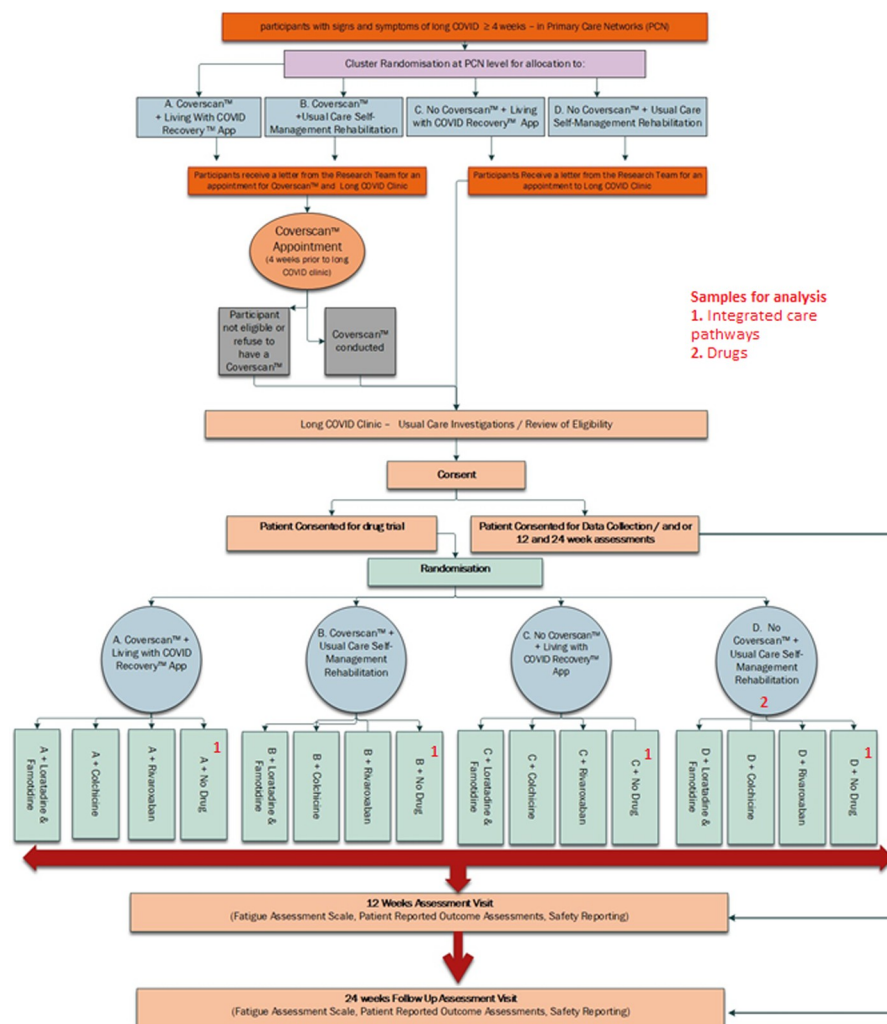 participants with signs and symptoms of long COVID ≥ 4 weeks – in Primary Care Networks (PCN)
Cluster Randomisation at PCN level for allocation to:
A. Coverscan™
+ Living With COVID
Recovery ™ App
B. Coverscan™
+Usual Care Self-
Management Rehabilitation
C. No Coverscan™ + Living
with COVID Recovery™ App
D. No Coverscan™ + Usual Care
Self-Management Rehabilitation
Participants receive a letter from the Research Team for an
appointment for Coverscan™ and Long COVID Clinic
Participants Receive a letter from the Research Team for an
appointment to Long COVID Clinic
Coverscan™
Appointment
(4 weeks prior to long
COVID clinic)
Participant
not eligible or
refuse to
have a
Coverscan™
Coverscan™
conducted
Samples for analysis
1. Integrated care
pathways
2. Drugs
Long COVID Clinic – Usual Care Investigations / Review of Eligibility
Consent
Patient Consented for drug trial
Patient Consented for Data Collection / and or
12 and 24 week assessments
Randomisation
A. Coverscan™ +
Living with COVID
Recovery™ App
B. Coverscan™ +
Usual Care Self-
Management
Rehabilitation
C. No Coverscan™
+ Living with
COVID Recovery™
App
D. No
Coverscan™ +
Usual Care Self-
Management
Rehabilitation
2
A + Loratadine &
Famotidine
A + Colchicine
A + Rivaroxaban
A + No Drug
1
B + Loratadine &
Famotidine
B + Colchicine
B + Rivaroxaban
B + No Drug
1
C + Loratadine &
Famotidine
C + Colchicine
C + Rivaroxaban
C + No Drug
1
D + Loratadine &
Famotidine
D + Colchicine
D + Rivaroxaban
D + No Drug
1
12 Weeks Assessment Visit
(Fatigue Assessment Scale, Patient Reported Outcome Assessments, Safety Reporting)
24 weeks Follow Up Assessment Visit
(Fatigue Assessment Scale, Patient Reported Outcome Assessments, Safety Reporting)